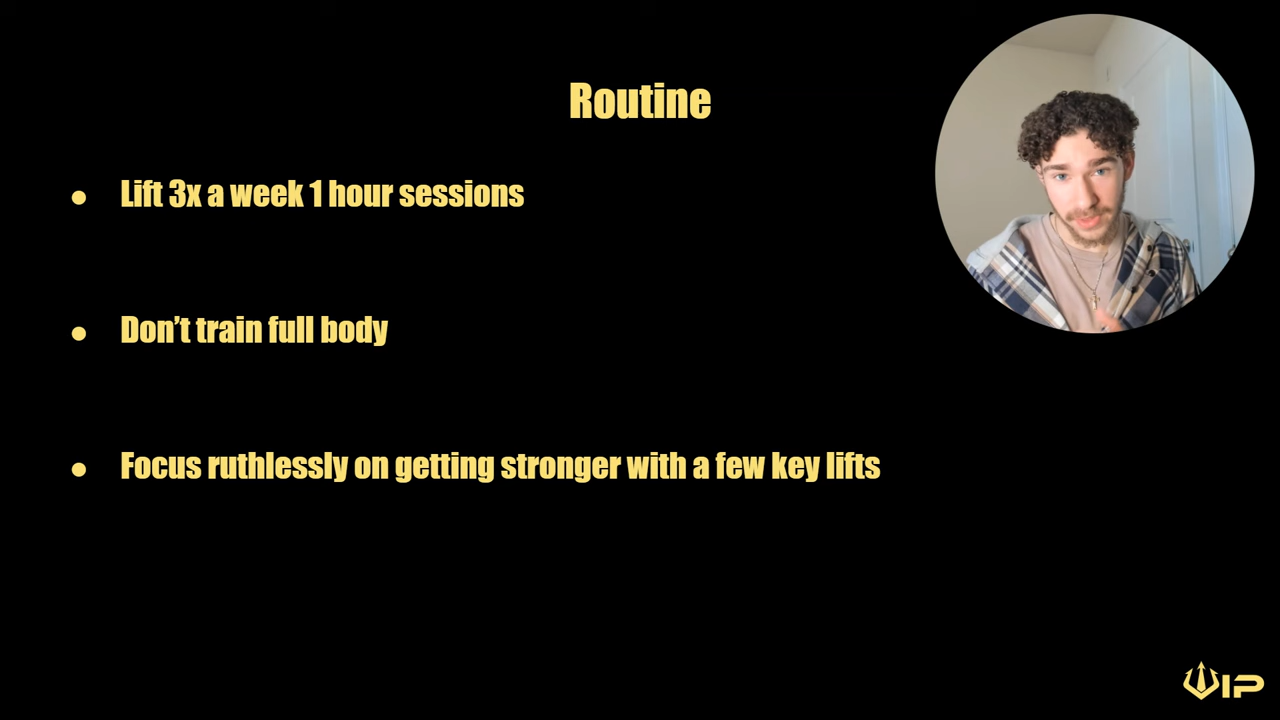 Routine
● Lift 3x a week 1 hour sessions
● Don't train full body
● Focus ruthlessly on getting stronger with a few key lifts
VIP